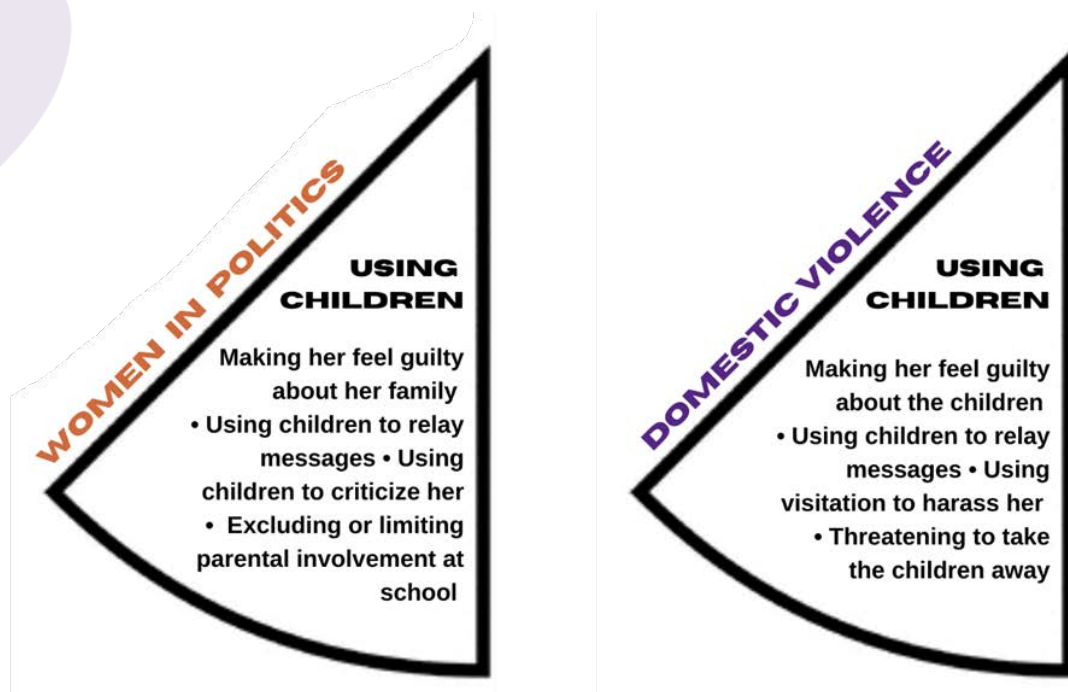 WOMEN IN POLITICS
USING
CHILDREN
Making her feel guilty
about her family
• Using children to relay
messages • Using
children to criticize her
• Excluding or limiting
parental involvement at
school
DOMESTIC VIOLENCE
USING
CHILDREN
Making her feel guilty
about the children
• Using children to relay
messages • Using
visitation to harass her
• Threatening to take
the children away